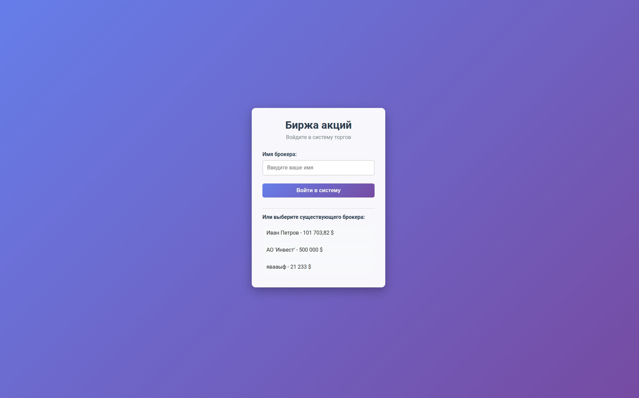 Биржа акций
Войдите в систему торгов
Имя брокера:
Введите ваше имя
Войти в систему
Или выберите существующего брокера:
Иван Петров - 101 703,82 $
АО 'Инвест' - 500 000 $
явавыф - 21 233 $